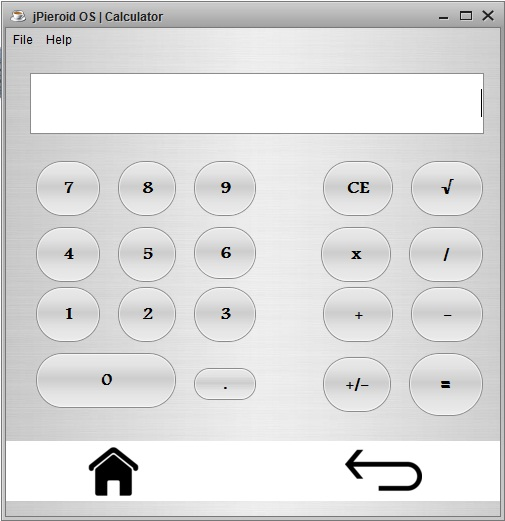 jPieroid OS | Calculator
File Help
7 8 9 CE √
4 5 6 x /
1 2 3 + −
0 . +/− =